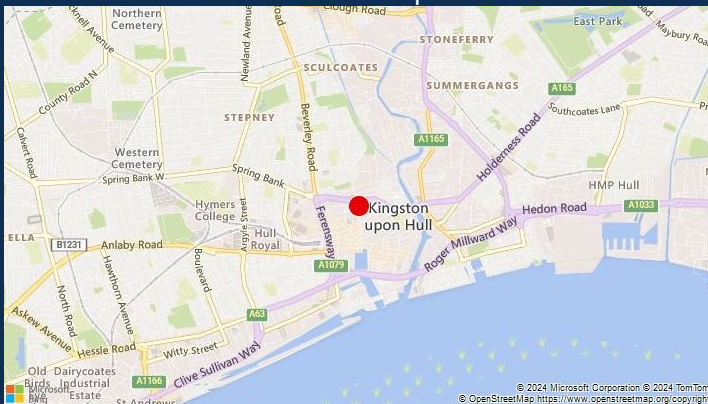 Northern
Cemetery
Clough Road
East Park
Maybury Road
Newland Avenue
STONEFERRY
SCULCOATES
SUMMERGANGS
A165
County Road N
Southcoates Lane
STEPNEY
Beverley Road
A1165
Holderness Road
Calvert Road
Western
Cemetery
Spring Bank W
Spring Bank
HMP Hull
Hymers
College
Argyle Street
Ferensway
Kingston
upon Hull
Hedon Road
A1033
B1231
Anlaby Road
Hull
Royal
Roger Millward Way
A1079
Hawthorn Avenue
Boulevard
North Road
Askew Avenue
A63
Hessle Road
Witty Street
Clive Sullivan Way
Old Dairycoates
Industrial
Estate
A1166
St Andrews
Microsoft
Bing
© 2024 Microsoft Corporation © 2024 TomTom
© OpenStreetMap https://www.openstreetmap.org/copyright